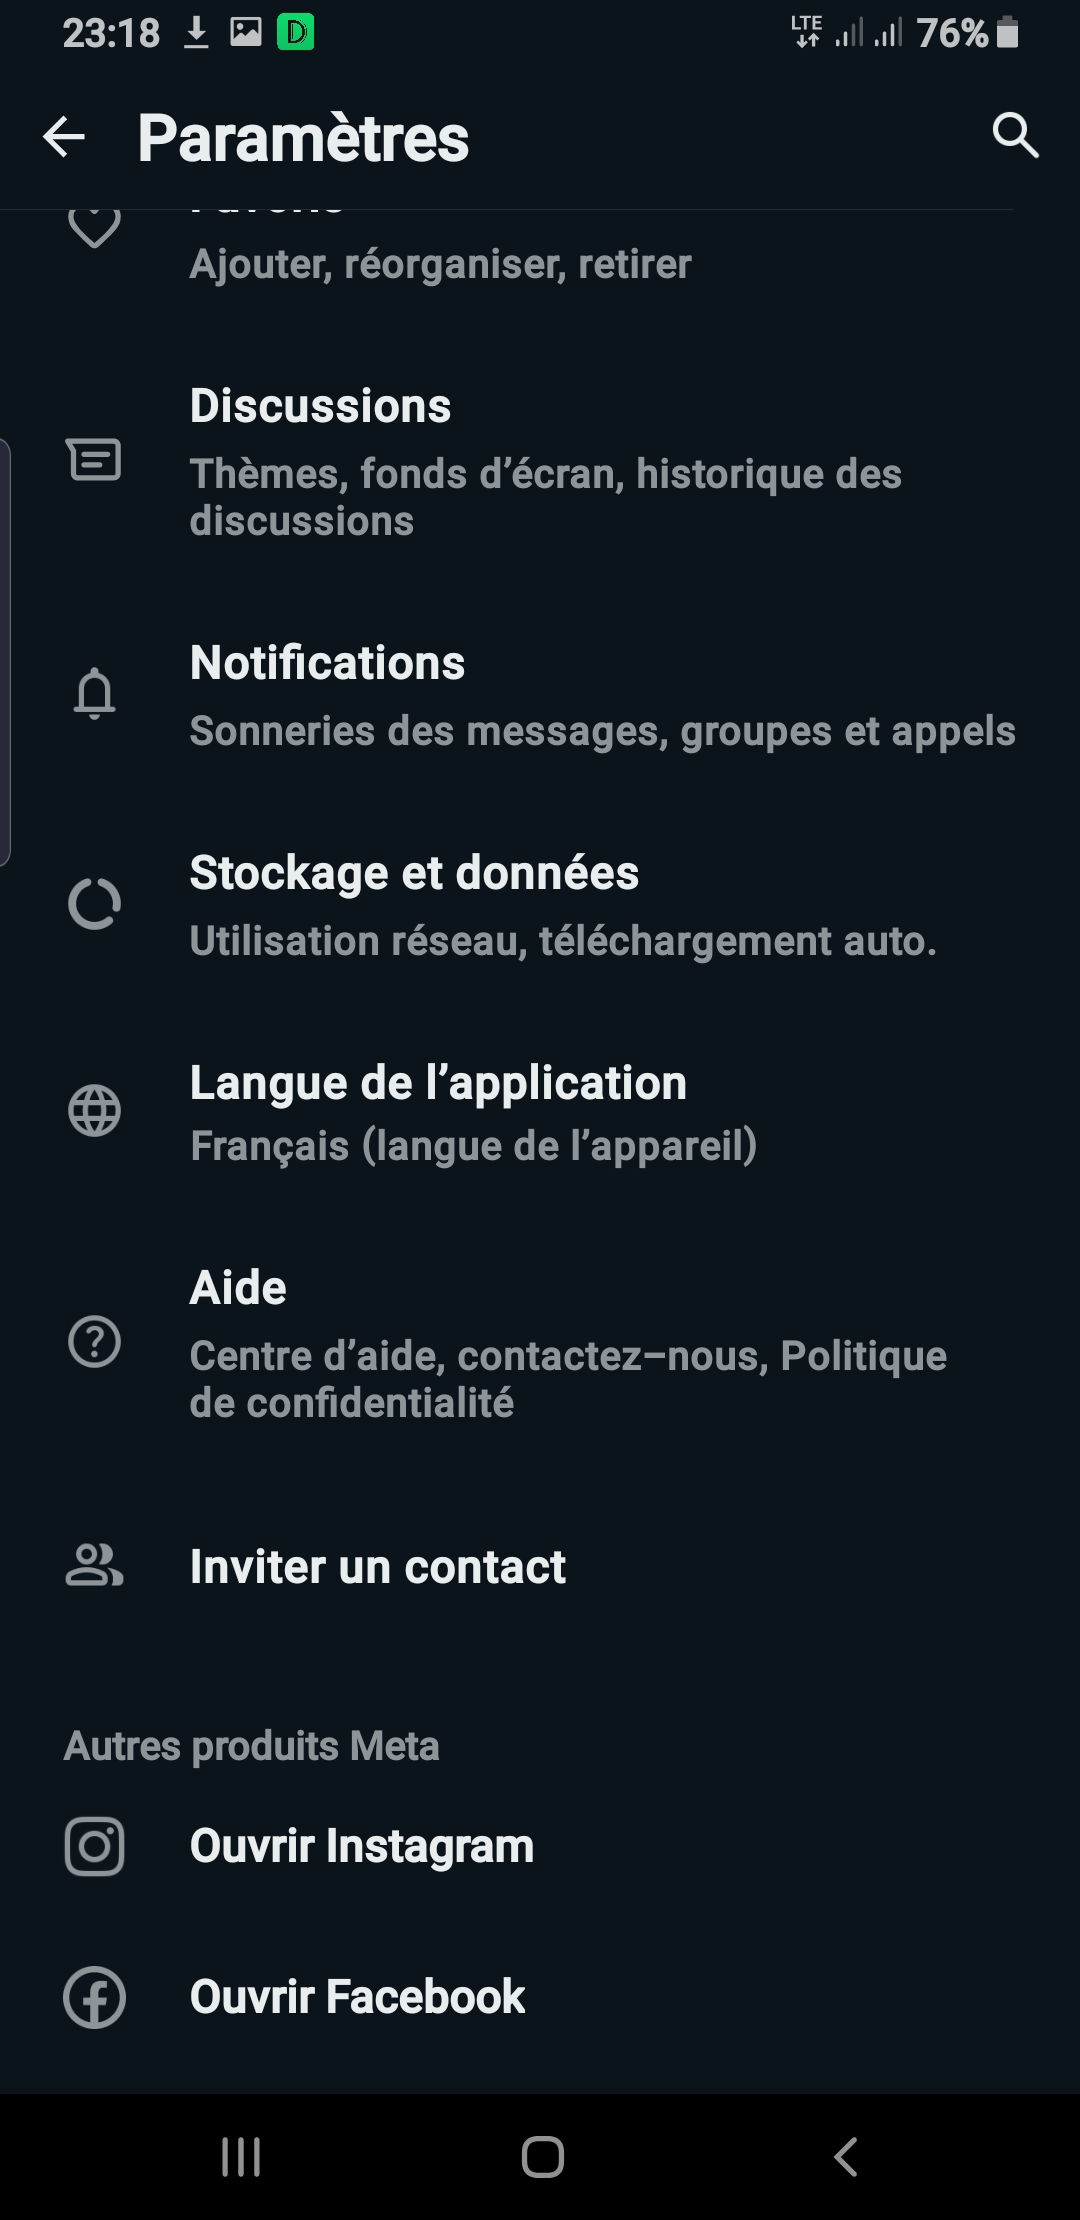 23:18
LTE
76%
Paramètres
Ajouter, réorganiser, retirer
Discussions
Thèmes, fonds d’écran, historique des
discussions
Notifications
Sonneries des messages, groupes et appels
Stockage et données
Utilisation réseau, téléchargement auto.
Langue de l’application
Français (langue de l’appareil)
Aide
Centre d’aide, contactez–nous, Politique
de confidentialité
Inviter un contact
Autres produits Meta
Ouvrir Instagram
Ouvrir Facebook